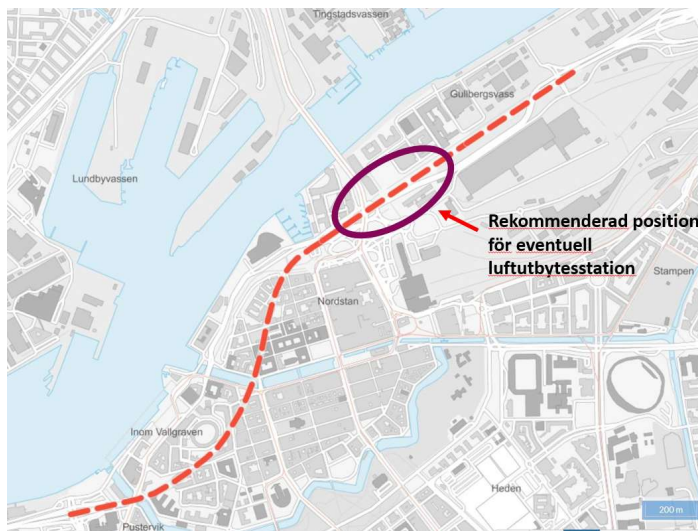 Tingstadsvassen
Gullbergsvass
Lundbyvassen
Rekommenderad position
för eventuell
luftutbytesstation
Stampen
Nordstan
Inom Vallgraven
Heden
200 m
Pustervik